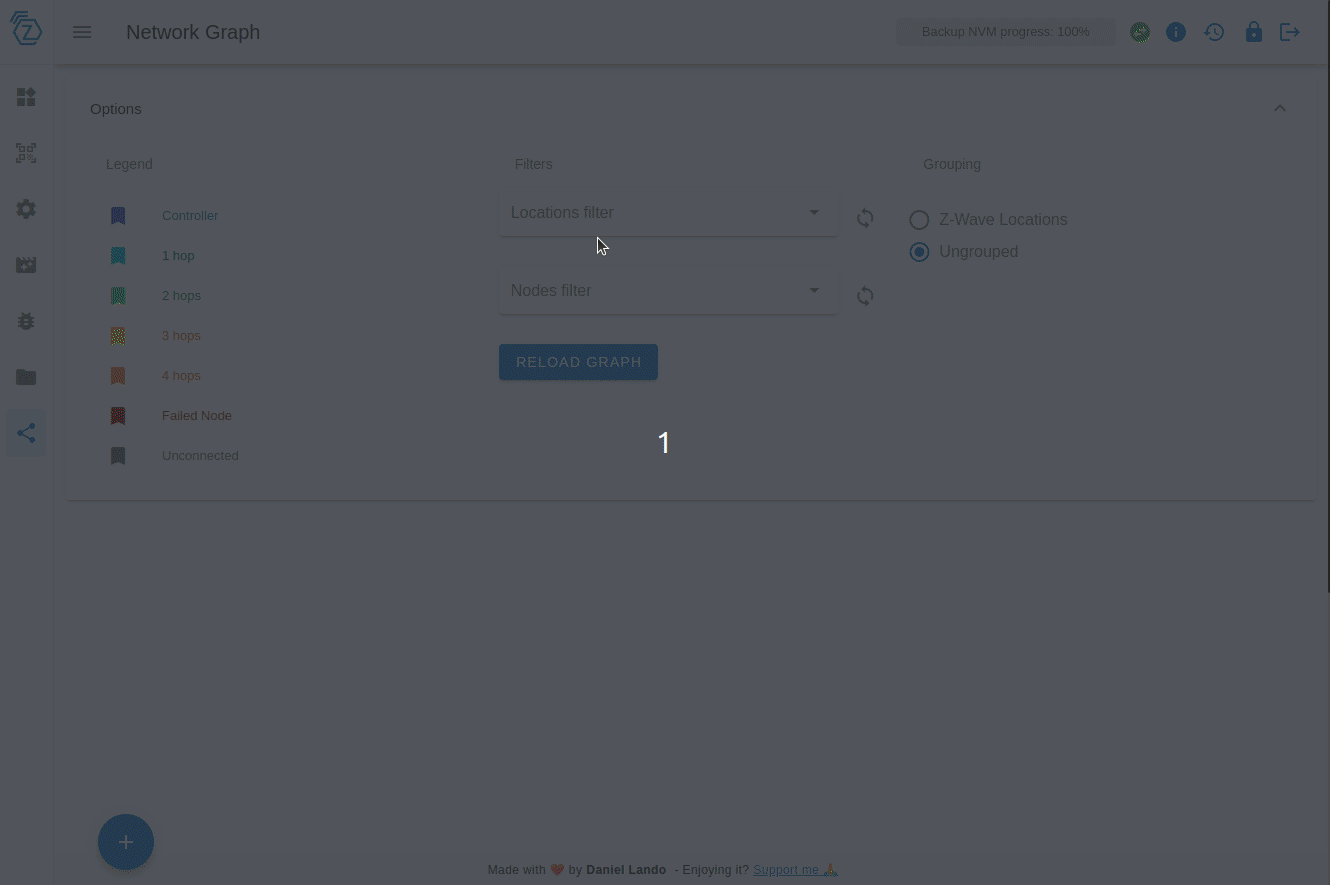 Z
Network Graph
Backup NVM progress: 100%
Options
Legend
Controller
1 hop
2 hops
3 hops
4 hops
Failed Node
Unconnected
Filters
Locations filter
Nodes filter
RELOAD GRAPH
Grouping
Z-Wave Locations
Ungrouped
1
Made with ❤️ by Daniel Lando - Enjoying it? Support me 🙏